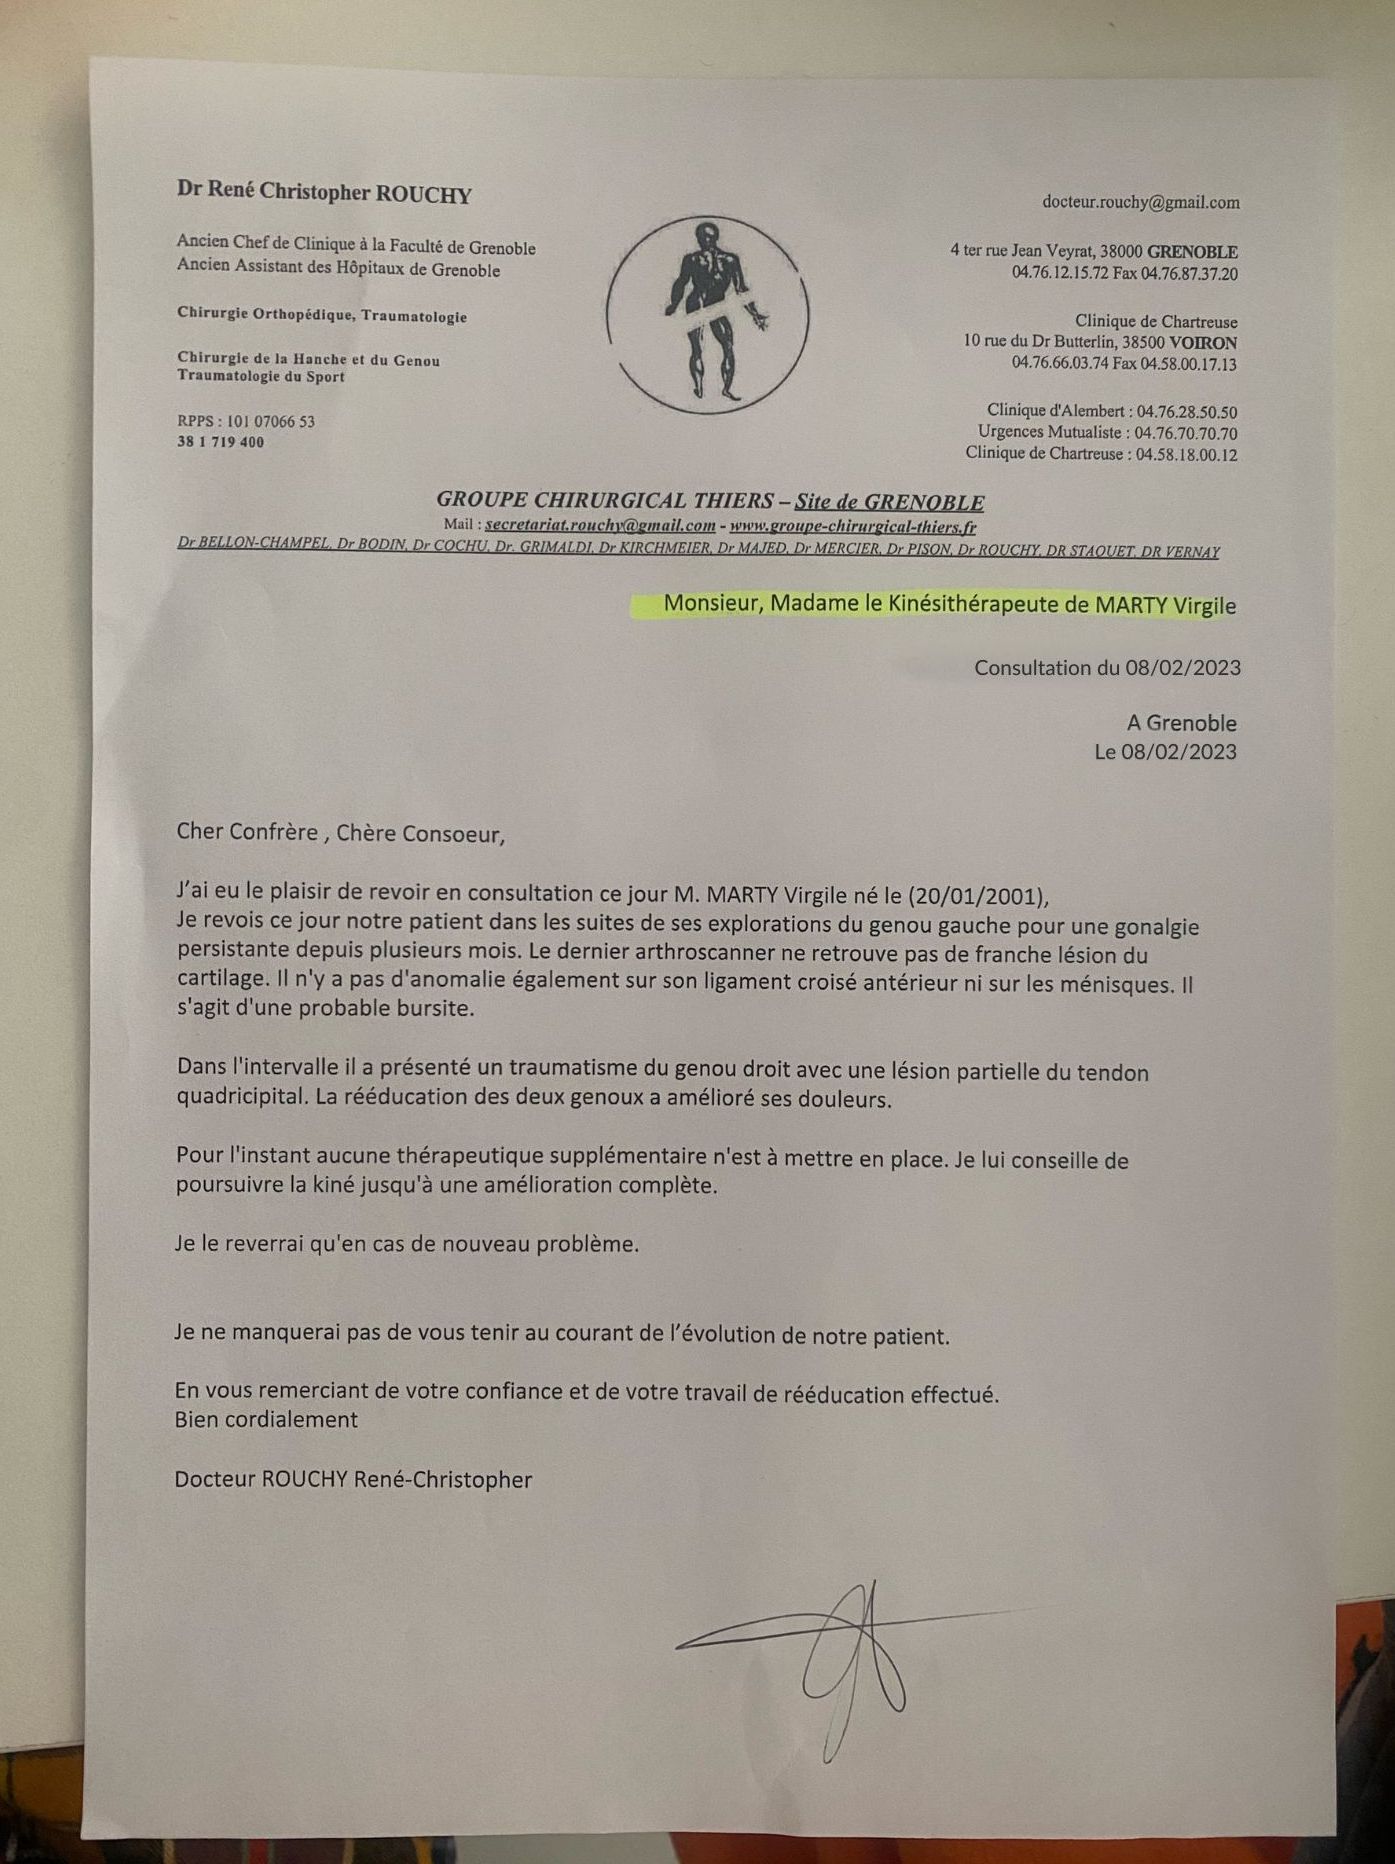 Dr René Christopher ROUCHY
Ancien Chef de Clinique à la Faculté de Grenoble
Ancien Assistant des Hôpitaux de Grenoble
Chirurgie Orthopédique, Traumatologie
Chirurgie de la Hanche et du Genou
Traumatologie du Sport
RPPS : 101 07066 53
38 1 719 400
docteur.rouchy@gmail.com
4 ter rue Jean Veyrat, 38000 GRENOBLE
04.76.12.15.72 Fax 04.76.87.37.20
Clinique de Chartreuse
10 rue du Dr Butterlin, 38500 VOIRON
04.76.66.03.74 Fax 04.58.00.17.13
Clinique d'Alembert : 04.76.28.50.50
Urgences Mutualiste : 04.76.70.70.70
Clinique de Chartreuse : 04.58.18.00.12
GROUPE CHIRURGICAL THIERS – Site de GRENOBLE
Mail : secretariat.rouchy@gmail.com - www.groupe-chirurgical-thiers.fr
Dr BELLON-CHAMPEL, Dr BODIN, Dr COCHU, Dr. GRIMALDI, Dr KIRCHMEIER, Dr MAJED, Dr MERCIER, Dr PISON, Dr ROUCHY, DR STAOUET, DR VERNAY
Monsieur, Madame le Kinésithérapeute de MARTY Virgile
Consultation du 08/02/2023
A Grenoble
Le 08/02/2023
Cher Confrère , Chère Consoeur,
J’ai eu le plaisir de revoir en consultation ce jour M. MARTY Virgile né le (20/01/2001),
Je revois ce jour notre patient dans les suites de ses explorations du genou gauche pour une gonalgie
persistante depuis plusieurs mois. Le dernier arthroscanner ne retrouve pas de franche lésion du
cartilage. Il n'y a pas d'anomalie également sur son ligament croisé antérieur ni sur les ménisques. Il
s'agit d'une probable bursite.
Dans l'intervalle il a présenté un traumatisme du genou droit avec une lésion partielle du tendon
quadricipital. La rééducation des deux genoux a amélioré ses douleurs.
Pour l'instant aucune thérapeutique supplémentaire n'est à mettre en place. Je lui conseille de
poursuivre la kiné jusqu'à une amélioration complète.
Je le reverrai qu'en cas de nouveau problème.
Je ne manquerai pas de vous tenir au courant de l’évolution de notre patient.
En vous remerciant de votre confiance et de votre travail de rééducation effectué.
Bien cordialement
Docteur ROUCHY René-Christopher